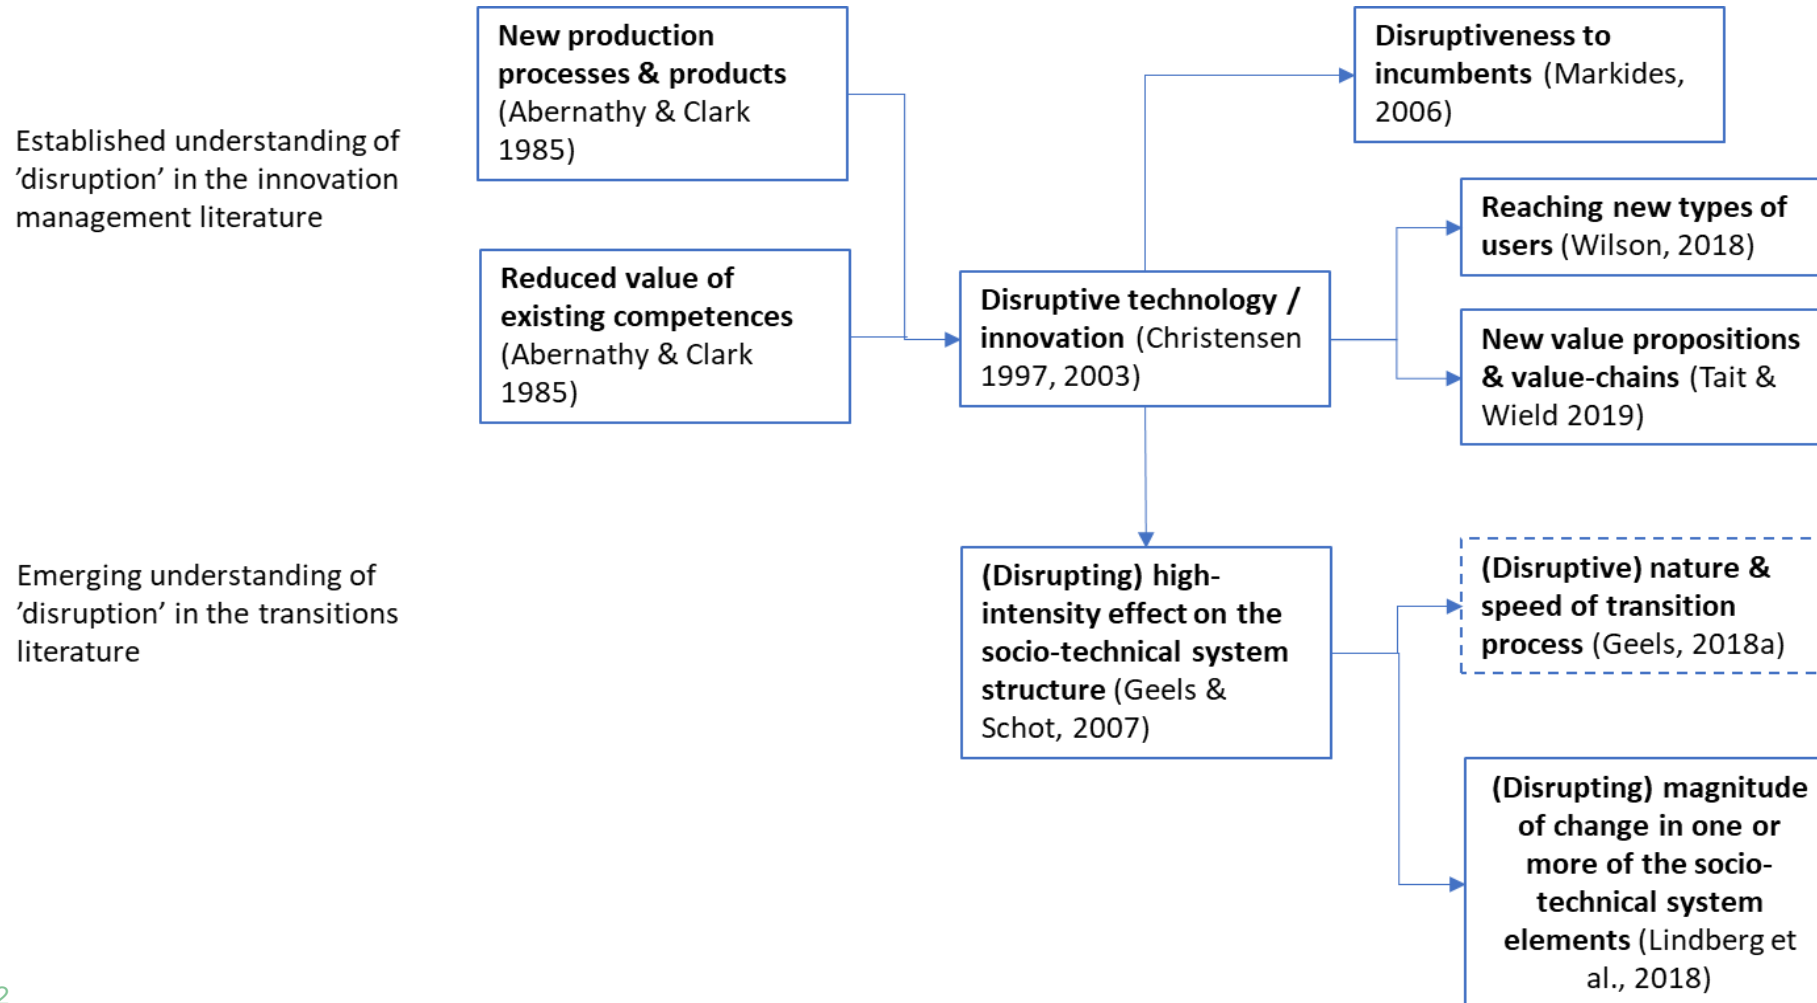 Established understanding of
’disruption’ in the innovation
management literature
New production
processes & products
(Abernathy & Clark
1985)
Reduced value of
existing competences
(Abernathy & Clark
1985)
Disruptive technology /
innovation (Christensen
1997, 2003)
Disruptiveness to
incumbents (Markides,
2006)
Reaching new types of
users (Wilson, 2018)
New value propositions
& value-chains (Tait &
Wield 2019)
Emerging understanding of
’disruption’ in the transitions
literature
(Disrupting) high-
intensity effect on the
socio-technical system
structure (Geels &
Schot, 2007)
(Disruptive) nature &
speed of transition
process (Geels, 2018a)
(Disrupting) magnitude
of change in one or
more of the socio-
technical system
elements (Lindberg et
al., 2018)